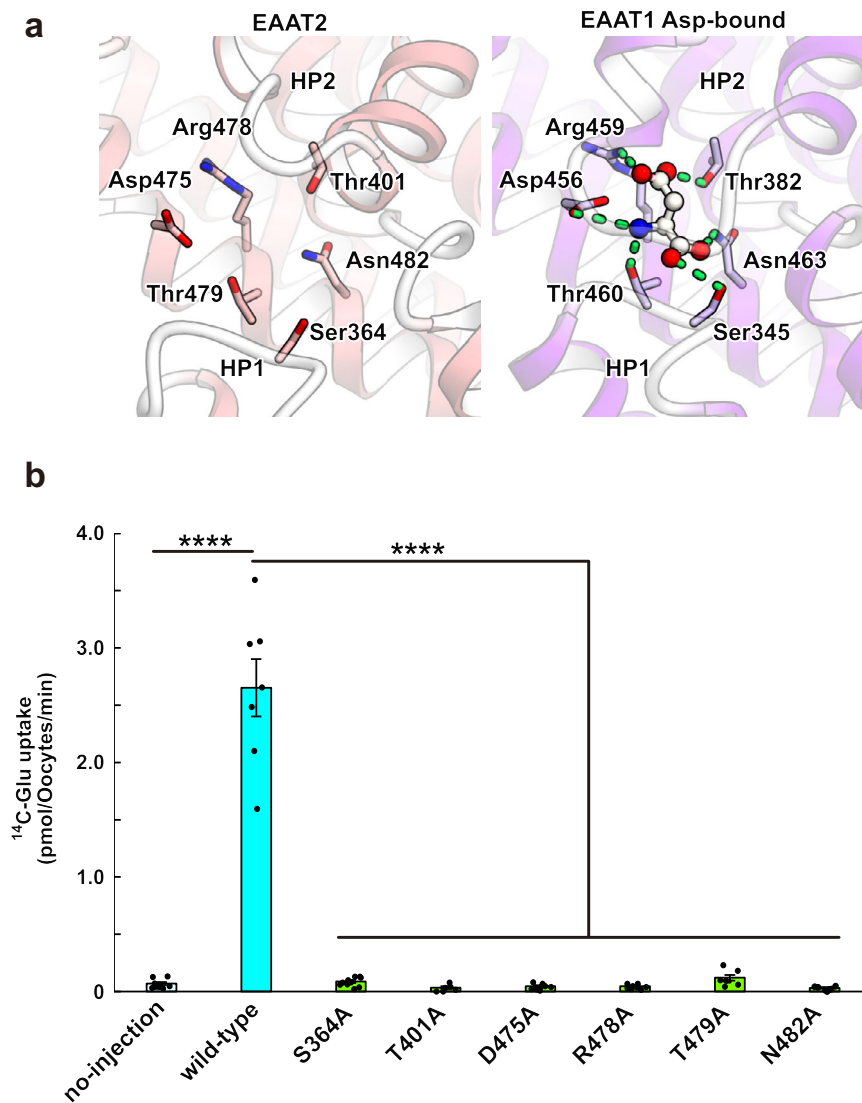 a
EAAT2
EAAT1 Asp-bound
HP2
Arg478
Asp475
Thr401
Asn482
Thr479
Ser364
HP1
HP2
Arg459
Asp456
Thr382
Asn463
Thr460
Ser345
HP1
b
4.0
3.0
2.0
1.0
0
¹⁴C-Glu uptake
(pmol/Oocytes/min)
****
****
no-injection
wild-type
S364A
T401A
D475A
R478A
T479A
N482A